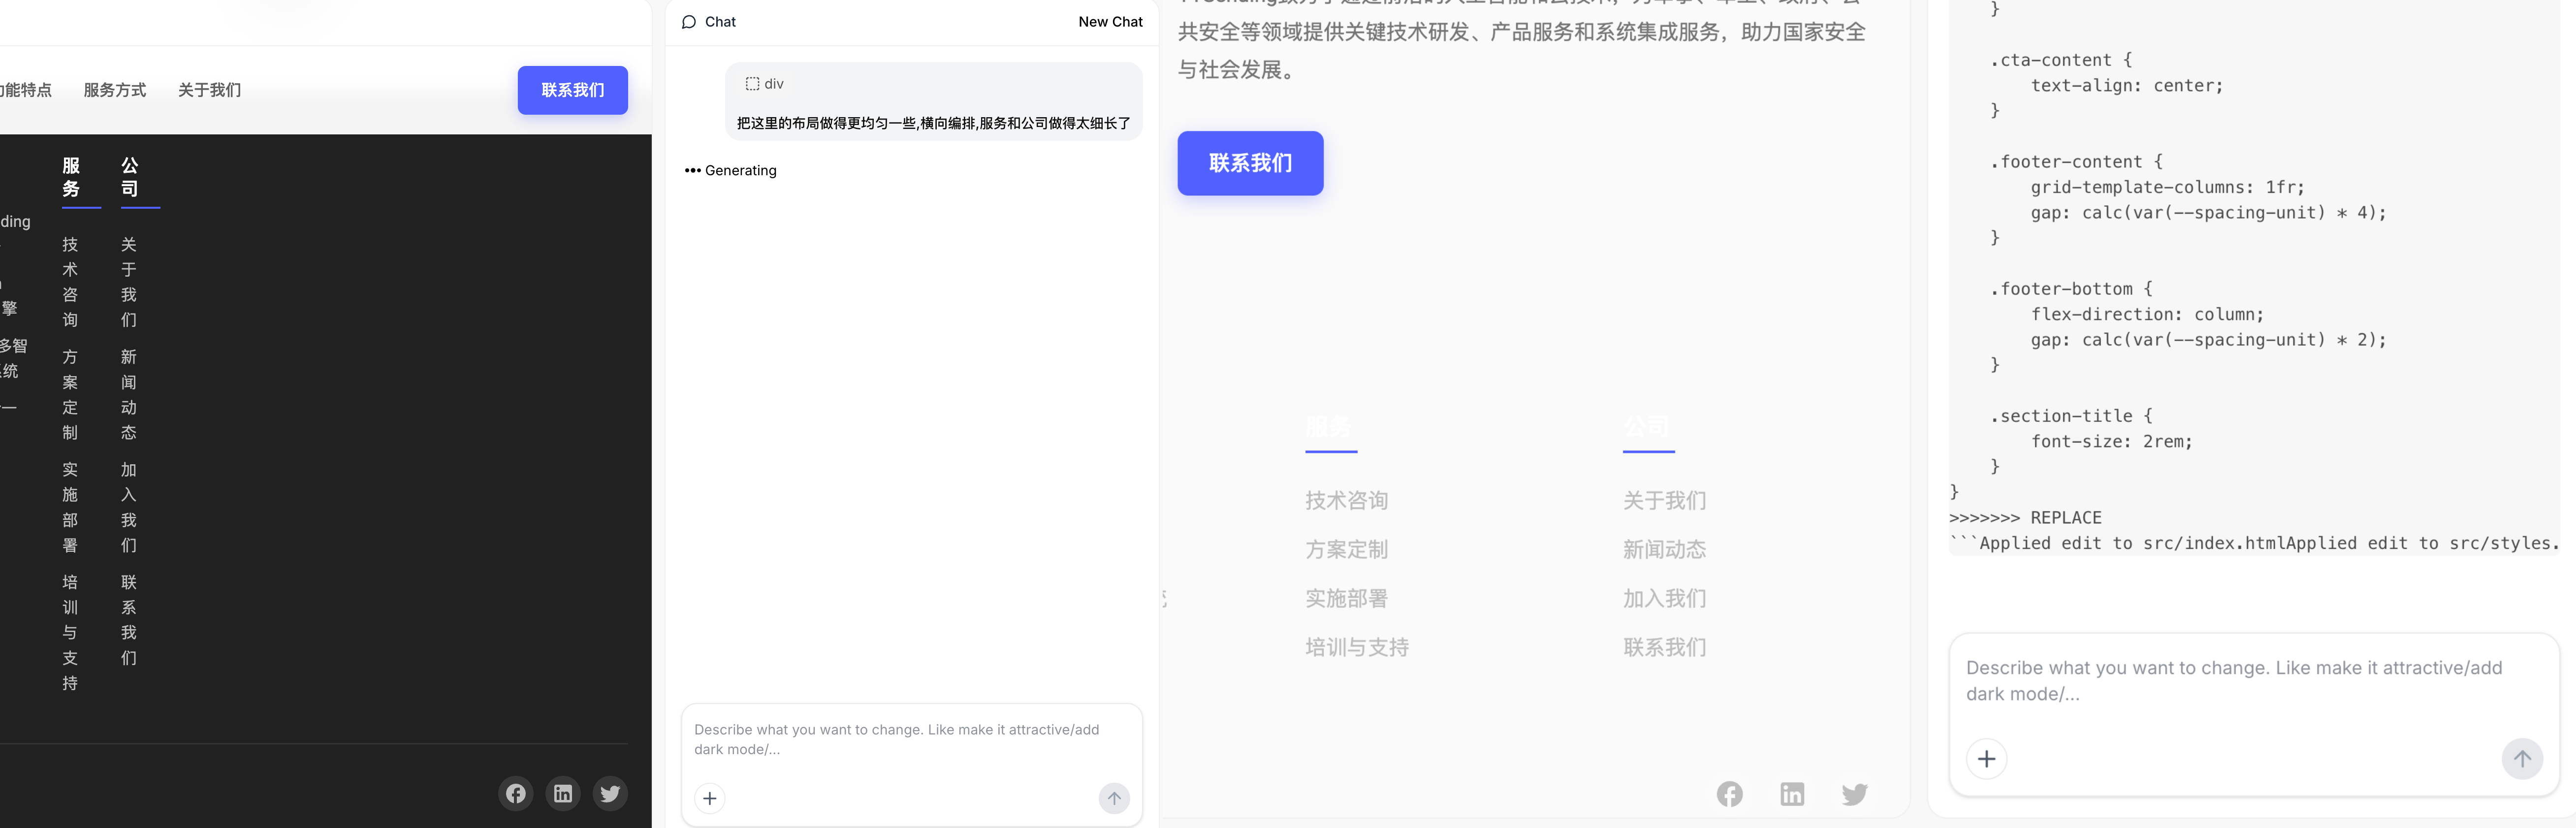 功能特点 服务方式 关于我们
联系我们
服
务
公
司
ding
擎
多智
统
一
技
术
咨
询
方
案
定
制
实
施
部
署
培
训
与
支
持
关
于
我
们
新
闻
动
态
加
入
我
们
联
系
我
们
Chat
New Chat
div
把这里的布局做得更均匀一些,横向编排,服务和公司做得太细长了
••• Generating
Describe what you want to change. Like make it attractive/add
dark mode/...
共安全等领域提供关键技术研发、产品服务和系统集成服务，助力国家安全
与社会发展。
联系我们
服务
技术咨询
方案定制
实施部署
培训与支持
公司
关于我们
新闻动态
加入我们
联系我们
}
.cta-content {
text-align: center;
}
.footer-content {
grid-template-columns: 1fr;
gap: calc(var(--spacing-unit) * 4);
}
.footer-bottom {
flex-direction: column;
gap: calc(var(--spacing-unit) * 2);
}
.section-title {
font-size: 2rem;
}
}
>>>>>>> REPLACE
```Applied edit to src/index.htmlApplied edit to src/styles.
Describe what you want to change. Like make it attractive/add
dark mode/...